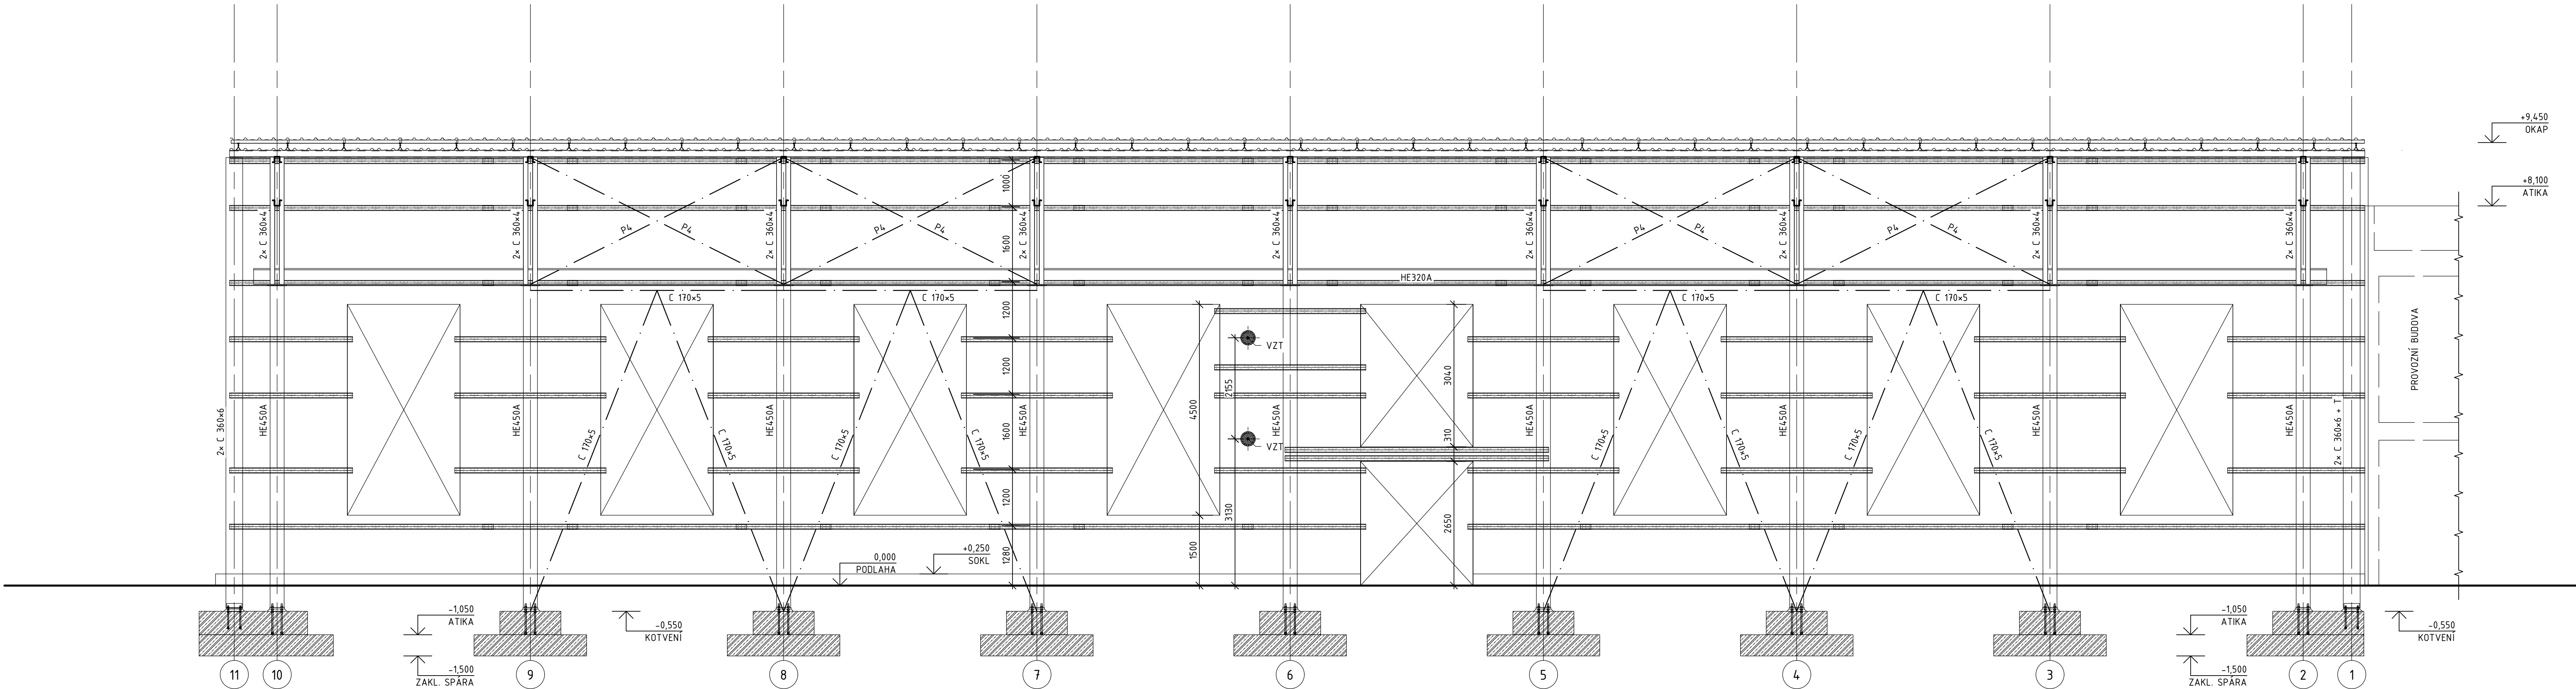 +9,450
OKAP
+8,100
ATIKA
1000
2× C 360×4
2× C 360×4
2× C 360×4
2× C 360×4
2× C 360×4
2× C 360×4
2× C 360×4
2× C 360×4
2× C 360×4
P4
P4
P4
P4
P4
P4
P4
P4
1600
HE320A
C 170×5
C 170×5
C 170×5
C 170×5
1200
VZT
PROVOZNÍ BUDOVA
1200
2155
3040
4500
2× C 360×6
HE450A
HE450A
HE450A
HE450A
HE450A
HE450A
HE450A
HE450A
HE450A
2× C 360×6 + T
C 170×5
C 170×5
C 170×5
C 170×5
C 170×5
C 170×5
C 170×5
C 170×5
1600
310
VZT
1200
3130
2650
1500
1280
0,000
PODLAHA
+0,250
SOKL
-1,050
ATIKA
-0,550
KOTVENÍ
-1,050
ATIKA
-0,550
KOTVENÍ
-1,500
ZAKL. SPÁRA
-1,500
ZAKL. SPÁRA
11
10
9
8
7
6
5
4
3
2
1